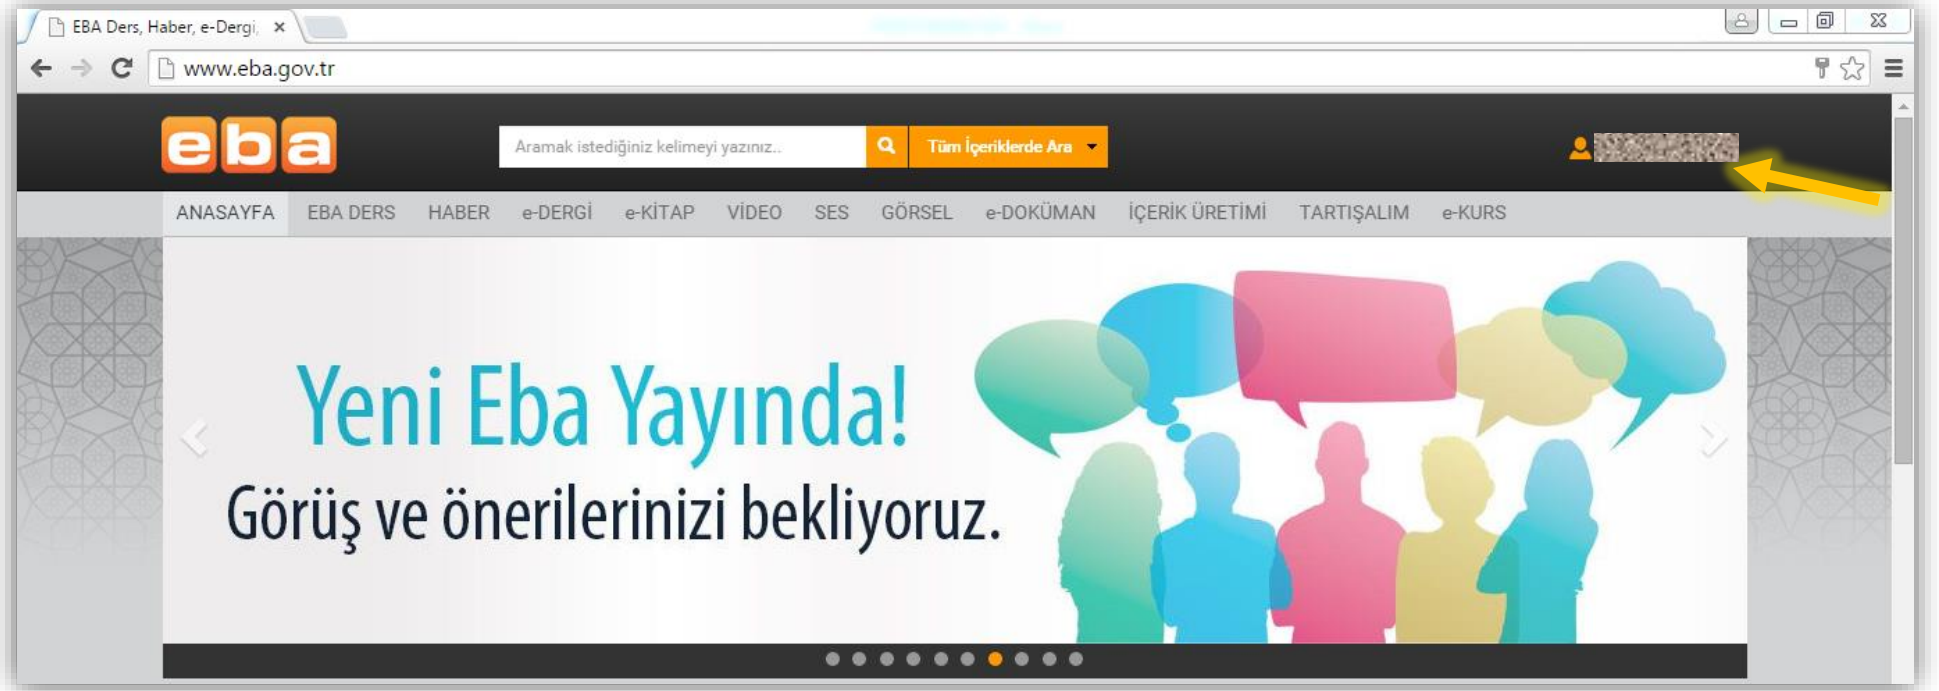 EBA Ders, Haber, e-Dergi,
www.eba.gov.tr
eba
Aramak istediğiniz kelimeyi yazınız..
Tüm İçeriklerde Ara
ANASAYFA EBA DERS HABER e-DERGİ e-KİTAP VİDEO SES GÖRSEL e-DOKÜMAN İÇERİK ÜRETİMİ TARTIŞALIM e-KURS
Yeni Eba Yayında!
Görüş ve önerilerinizi bekliyoruz.